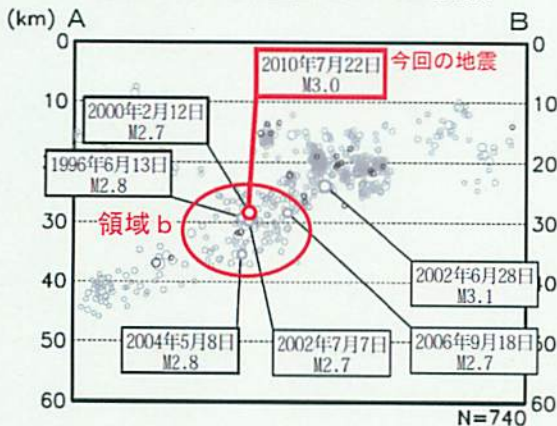 (km) A B
0 0
2010年7月22日 今回の地震
M3.0
10 10
2000年2月12日
M2.7
20 20
1996年6月13日
M2.8
30 30
領域b
40 40
2002年6月28日
M3.1
50 50
2004年5月8日 2002年7月7日 2006年9月18日
M2.8 M2.7 M2.7
60 60
N=740